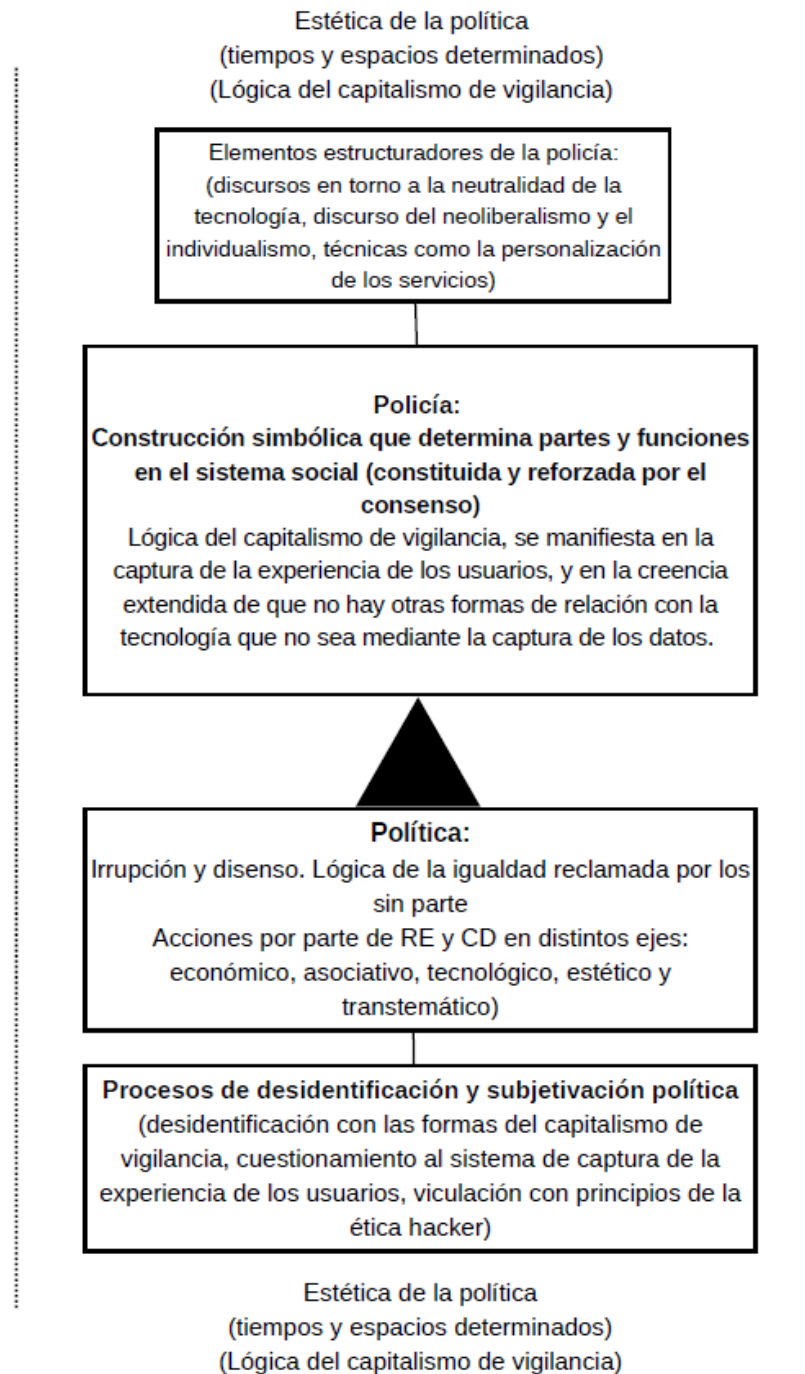 Estética de la política
(tiempos y espacios determinados)
(Lógica del capitalismo de vigilancia)
Elementos estructuradores de la policía:
(discursos en torno a la neutralidad de la
tecnología, discurso del neoliberalismo y el
individualismo, técnicas como la personalización
de los servicios)
Policía:
Construcción simbólica que determina partes y funciones
en el sistema social (constituida y reforzada por el
consenso)
Lógica del capitalismo de vigilancia, se manifiesta en la
captura de la experiencia de los usuarios, y en la creencia
extendida de que no hay otras formas de relación con la
tecnología que no sea mediante la captura de los datos.
Política:
Irrupción y disenso. Lógica de la igualdad reclamada por los
sin parte
Acciones por parte de RE y CD en distintos ejes:
económico, asociativo, tecnológico, estético y
transtemático)
Procesos de desidentificación y subjetivación política
(desidentificación con las formas del capitalismo de
vigilancia, cuestionamiento al sistema de captura de la
experiencia de los usuarios, viculación con principios de la
ética hacker)
Estética de la política
(tiempos y espacios determinados)
(Lógica del capitalismo de vigilancia)